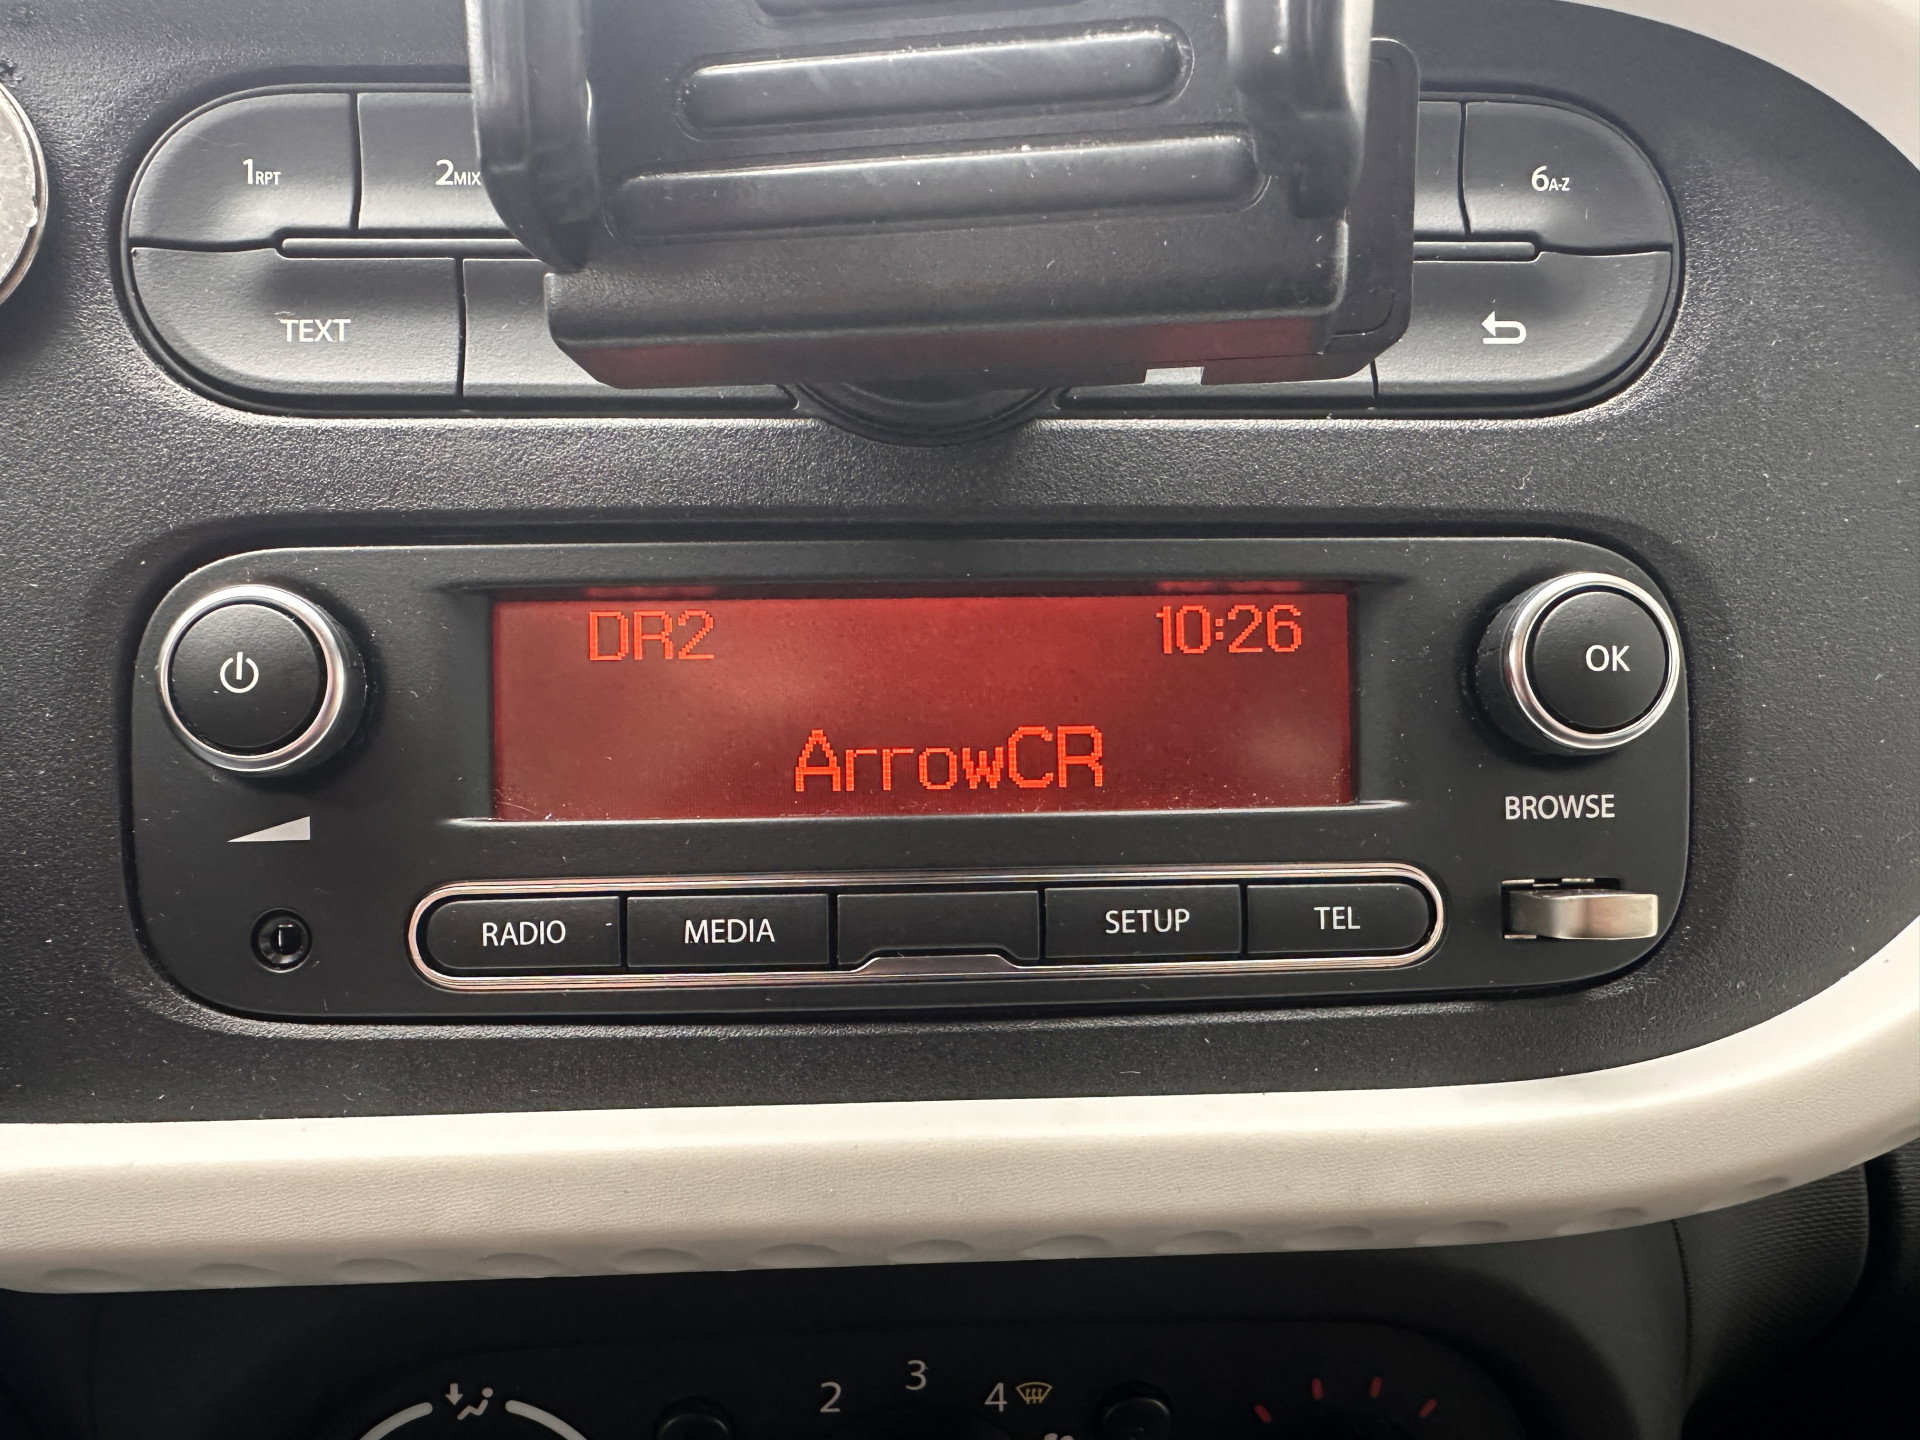 1RPT 2MIX 6A-Z
TEXT
DR2 10:26
ArrowCR
OK
BROWSE
RADIO MEDIA SETUP TEL
2 3 4